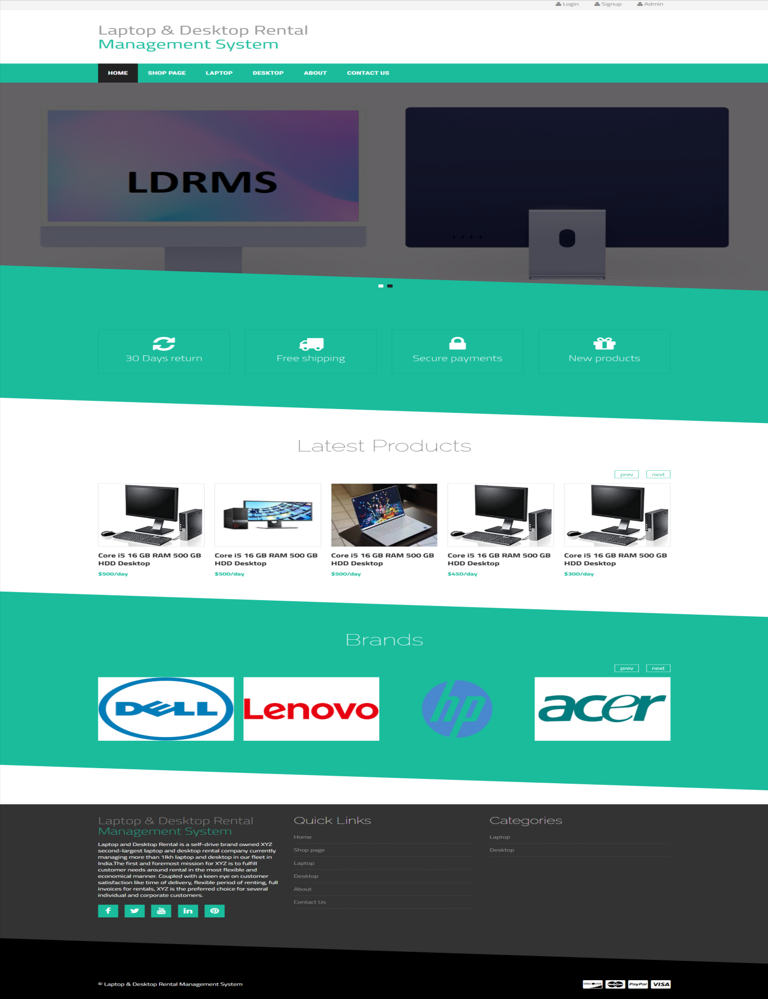 Login Signup Admin
Laptop & Desktop Rental
Management System
HOME SHOP PAGE LAPTOP DESKTOP ABOUT CONTACT US
LDRMS
30 Days return Free shipping Secure payments New products
Latest Products
prev next
Core i5 16 GB RAM 500 GB HDD Desktop
$500/day
Core i5 16 GB RAM 500 GB HDD Desktop
$500/day
Core i5 16 GB RAM 500 GB HDD Desktop
$500/day
Core i5 16 GB RAM 500 GB HDD Desktop
$450/day
Core i5 16 GB RAM 500 GB HDD Desktop
$300/day
Brands
prev next
DELL Lenovo hp acer
Laptop & Desktop Rental
Management System
Laptop and Desktop Rental is a self-drive brand owned XYZ
second-largest laptop and desktop rental company currently
managing more than 1lkh laptop and desktop in our fleet in
India.The first and foremost mission for XYZ is to fulfill
customer needs around rental in the most flexible and
economical manner. Coupled with a keen eye on customer
satisfaction like time of delivery, flexible period of renting, full
invoices for rentals, XYZ is the preferred choice for several
individual and corporate customers.
You Tube in
Quick Links
Home
Shop page
Laptop
Desktop
About
Contact Us
Categories
Laptop
Desktop
© Laptop & Desktop Rental Management System
DISCOVER MasterCard PayPal VISA